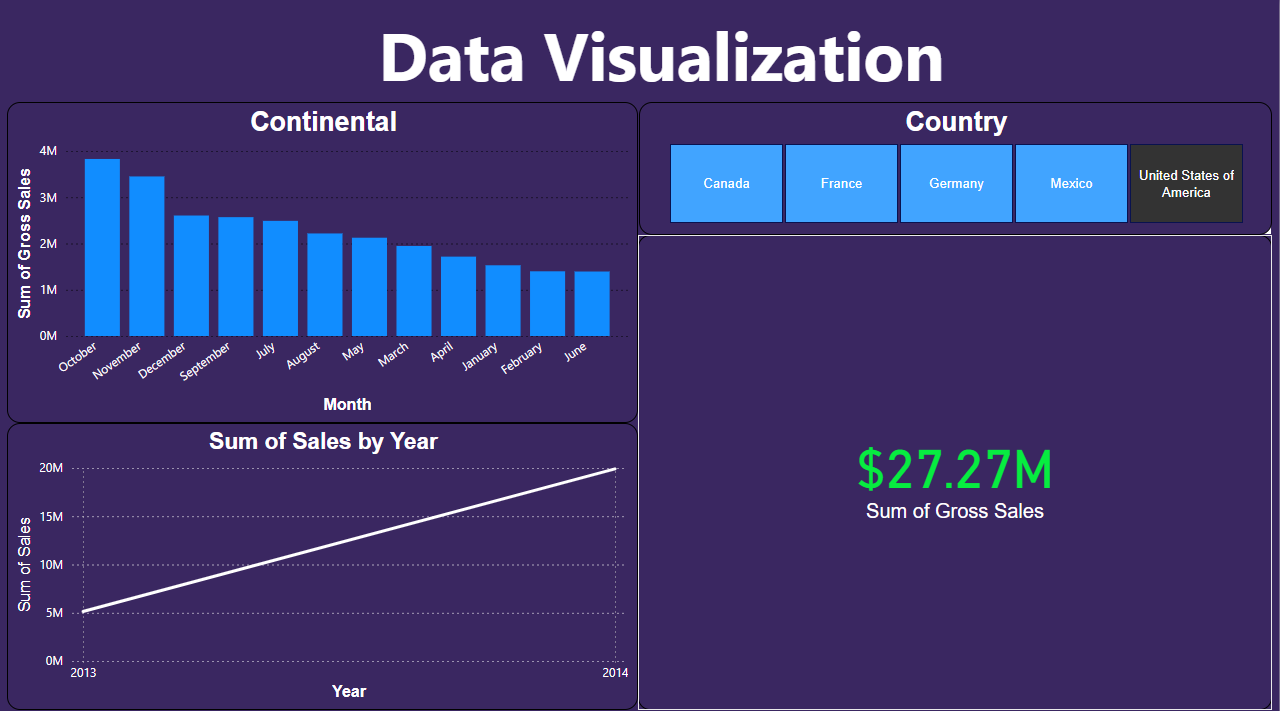 Data Visualization
Continental
Sum of Gross Sales
4M
3M
2M
1M
0M
October
November
December
September
July
August
May
March
April
January
February
June
Month
Country
Canada
France
Germany
Mexico
United States of
America
Sum of Sales by Year
Sum of Sales
20M
15M
10M
5M
0M
2013
2014
Year
$27.27M
Sum of Gross Sales